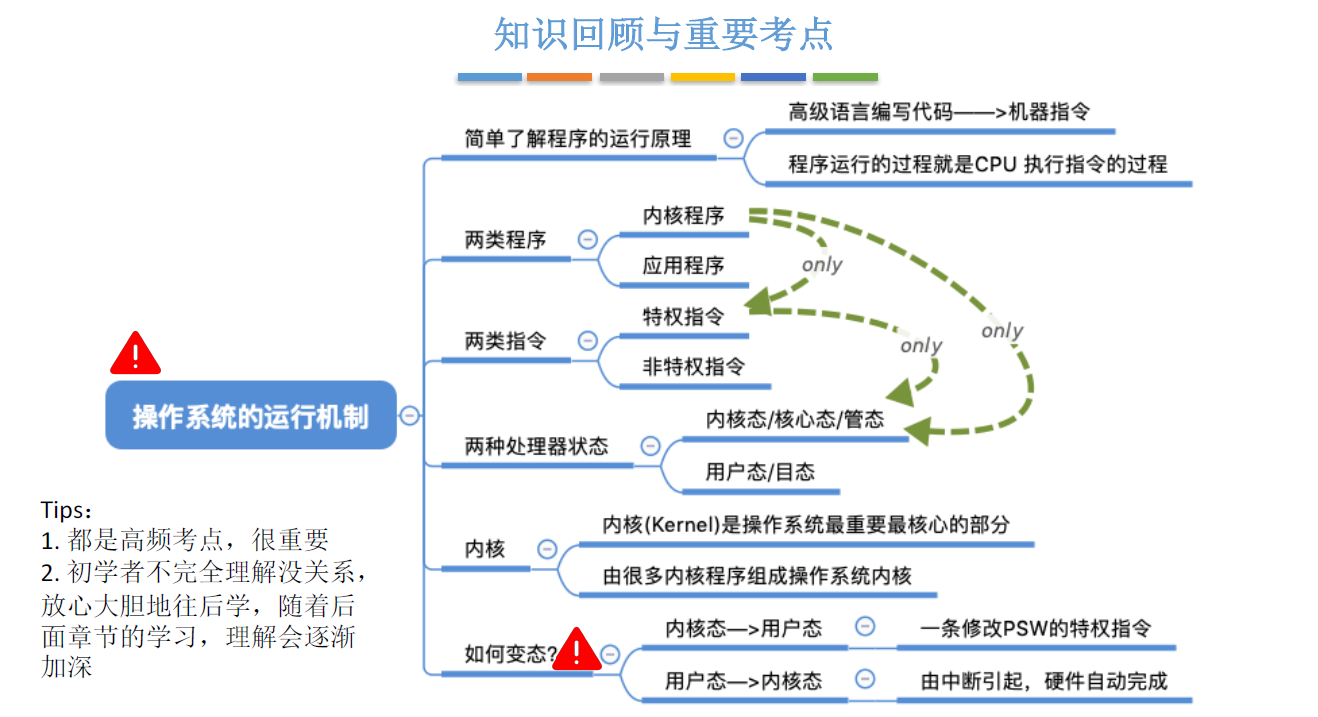 知识回顾与重要考点
高级语言编写代码——>机器指令
简单了解程序的运行原理
程序运行的过程就是CPU 执行指令的过程
内核程序
两类程序
应用程序
only
特权指令
only
两类指令
only
非特权指令
操作系统的运行机制
内核态/核心态/管态
两种处理器状态
用户态/目态
Tips：
1. 都是高频考点，很重要
2. 初学者不完全理解没关系，
放心大胆地往后学，随着后
面章节的学习，理解会逐渐
加深
内核(Kernel)是操作系统最重要最核心的部分
内核
由很多内核程序组成操作系统内核
内核态—>用户态
一条修改PSW的特权指令
如何变态?
用户态—>内核态
由中断引起，硬件自动完成